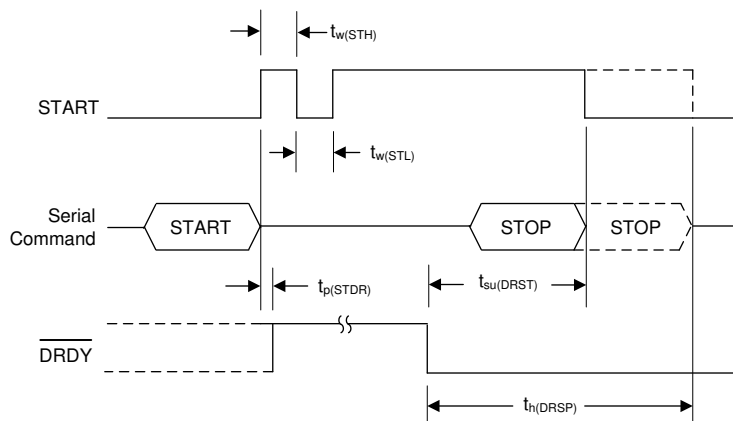 tw(STH)
START
tw(STL)
Serial
Command
START
STOP
STOP
tp(STDR)
tsu(DRST)
DRDY
th(DRSP)